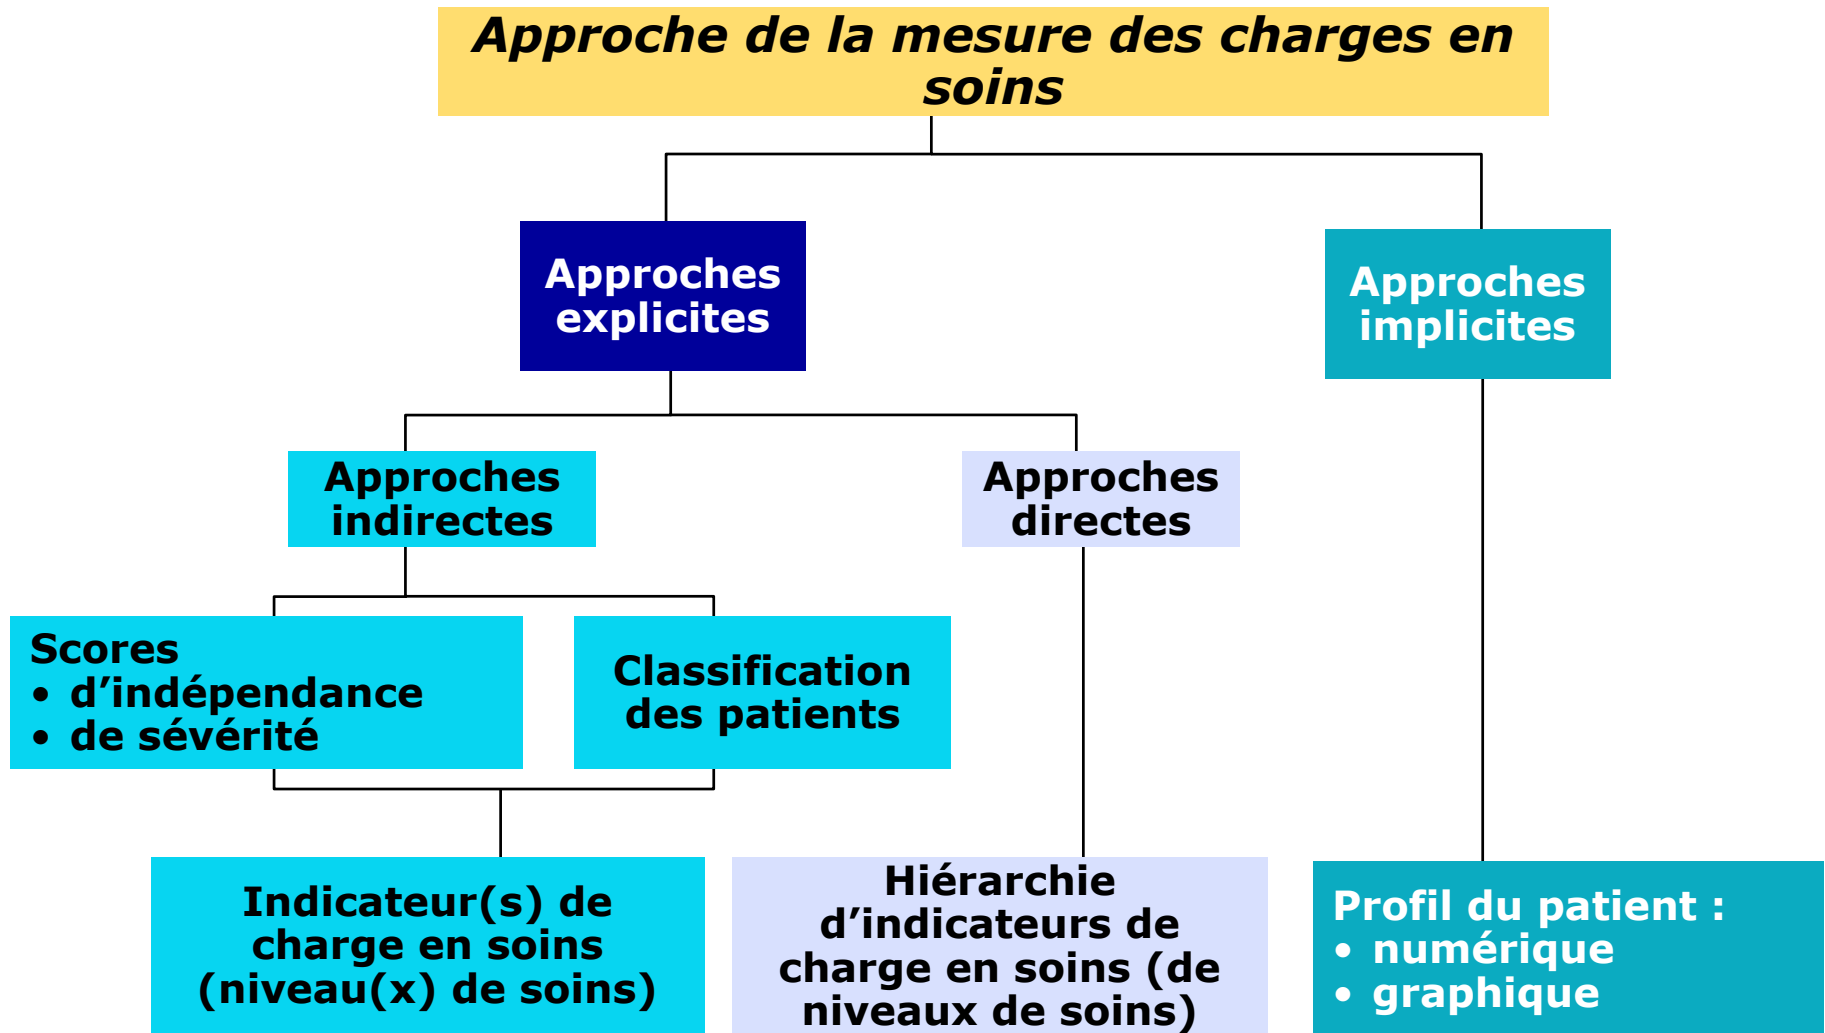 Approche de la mesure des charges en
soins
Approches
explicites
Approches
implicites
Approches
indirectes
Approches
directes
Scores
• d’indépendance
• de sévérité
Classification
des patients
Indicateur(s) de
charge en soins
(niveau(x) de soins)
Hiérarchie
d’indicateurs de
charge en soins (de
niveaux de soins)
Profil du patient :
• numérique
• graphique